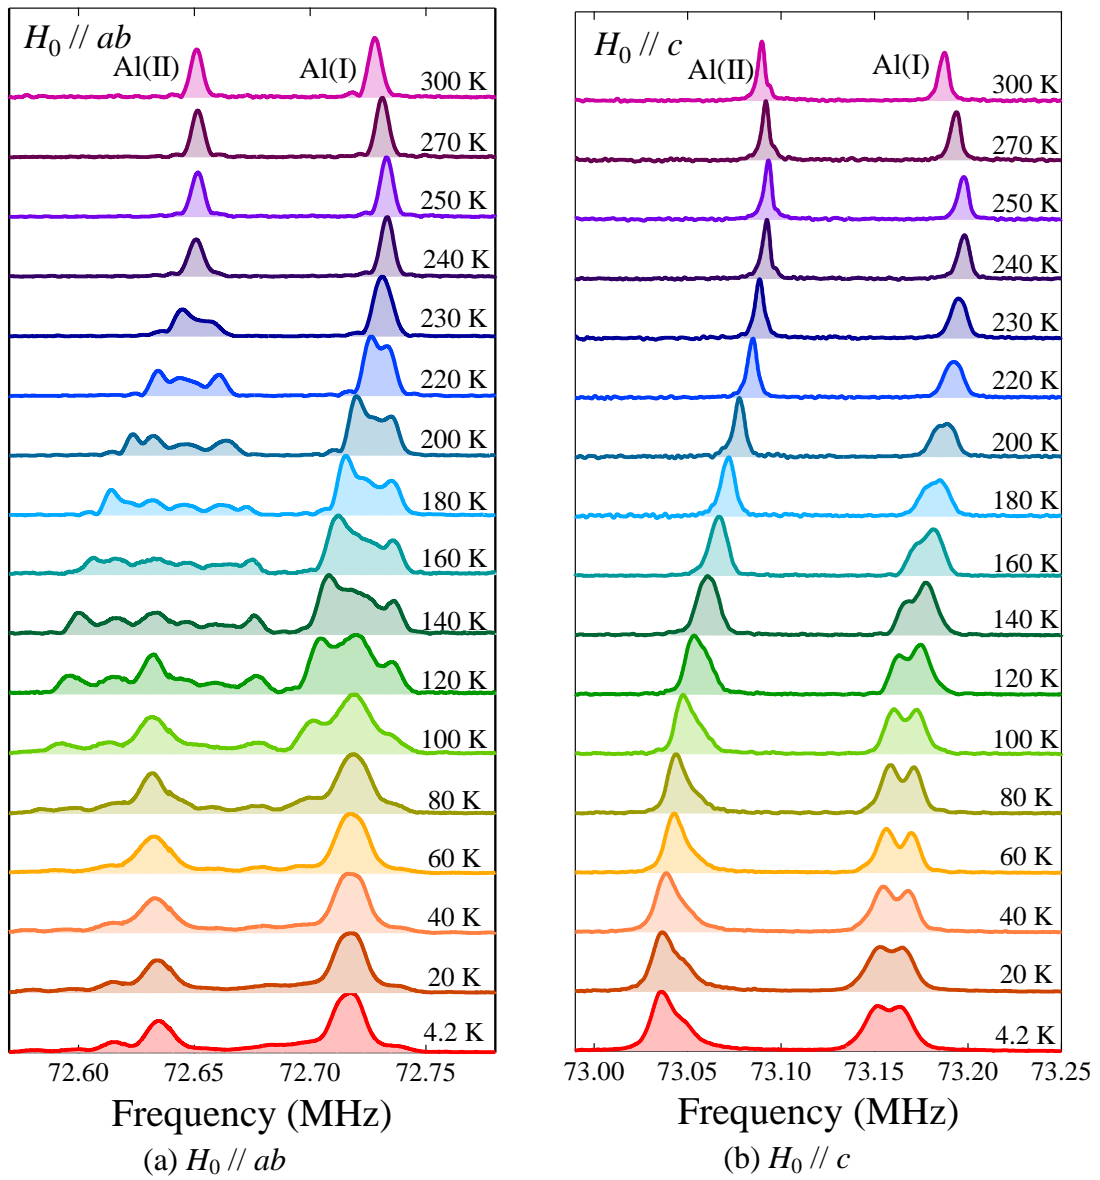 H₀ // ab
Al(II)
Al(I)
300 K
270 K
250 K
240 K
230 K
220 K
200 K
180 K
160 K
140 K
120 K
100 K
80 K
60 K
40 K
20 K
4.2 K
72.60 72.65 72.70 72.75
Frequency (MHz)
(a) H₀ // ab
H₀ // c
Al(II)
Al(I)
300 K
270 K
250 K
240 K
230 K
220 K
200 K
180 K
160 K
140 K
120 K
100 K
80 K
60 K
40 K
20 K
4.2 K
73.00 73.05 73.10 73.15 73.20 73.25
Frequency (MHz)
(b) H₀ // c